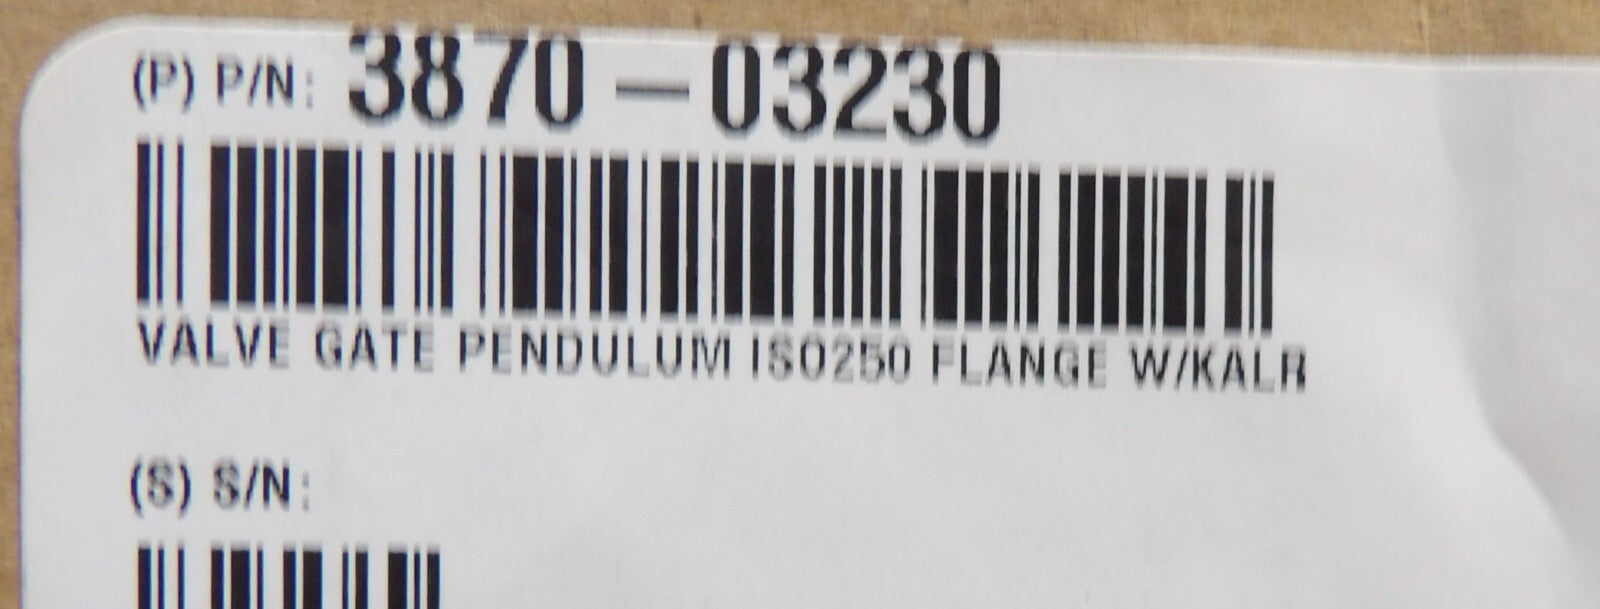 (P) P/N: 3870-03230
VALVE GATE PENDULUM ISO250 FLANGE W/KALR
(S) S/N: